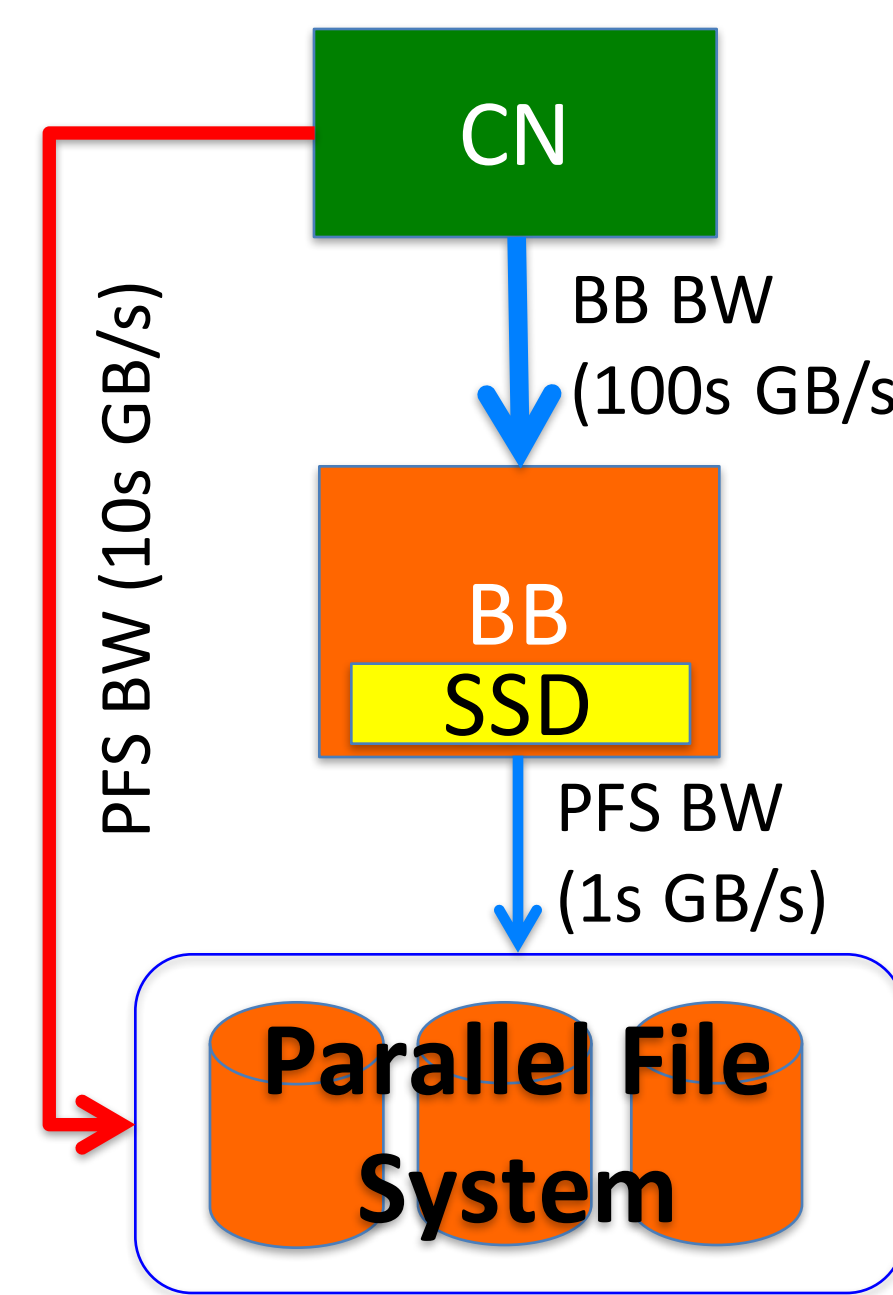 CN
BB BW
(100s GB/s
PFS BW (10s GB/s)
BB
SSD
PFS BW
(1s GB/s)
Parallel File
System